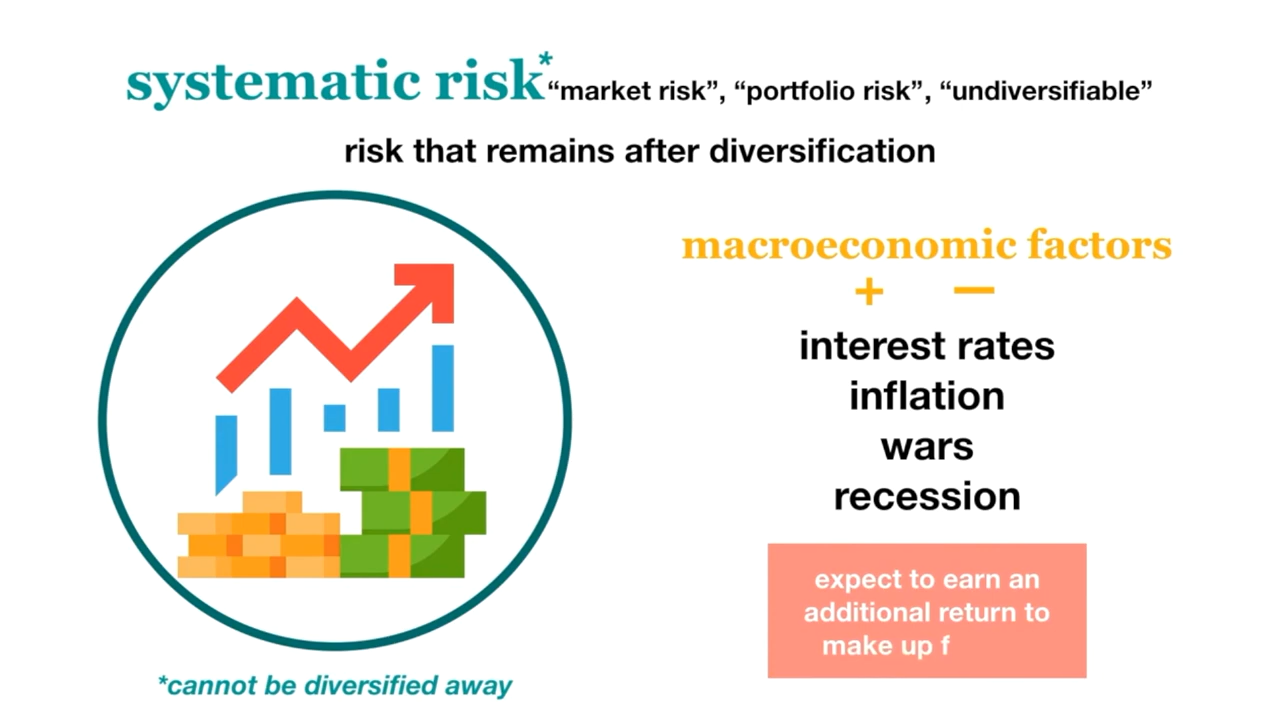 systematic risk* “market risk”, “portfolio risk”, “undiversifiable”
risk that remains after diversification
macroeconomic factors
+ −
interest rates
inflation
wars
recession
expect to earn an
additional return to
make up f
*cannot be diversified away